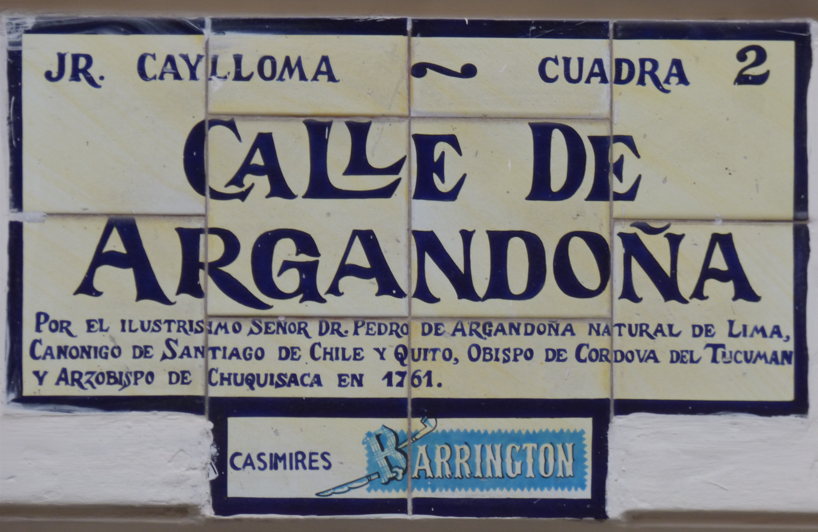 JR. CAYLLOMA ~ CUADRA 2
CALLE DE
ARGANDOÑA
POR EL ILUSTRISIMO SEÑOR DR. PEDRO DE ARGANDOÑA NATURAL DE LIMA,
CANONIGO DE SANTIAGO DE CHILE Y QUITO, OBISPO DE CORDOVA DEL TUCUMAN
Y ARZOBISPO DE CHUQUISACA EN 1761.
CASIMIRES BARRINGTON